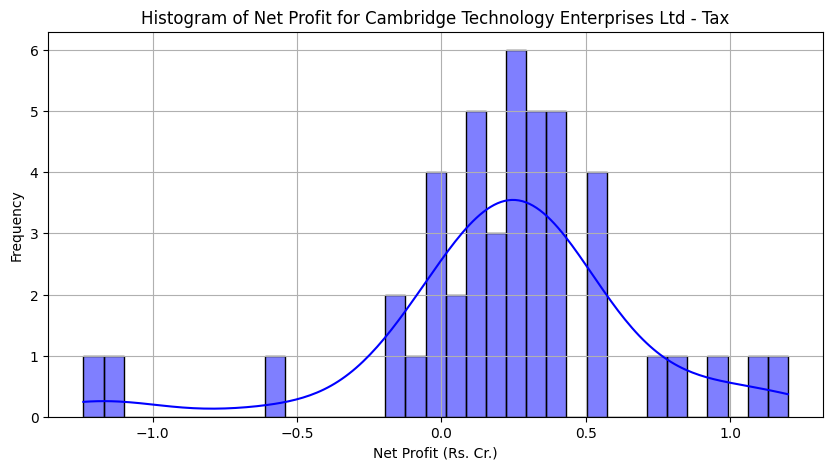 Histogram of Net Profit for Cambridge Technology Enterprises Ltd - Tax
6
5
4
3
2
1
0
Frequency
−1.0 −0.5 0.0 0.5 1.0
Net Profit (Rs. Cr.)